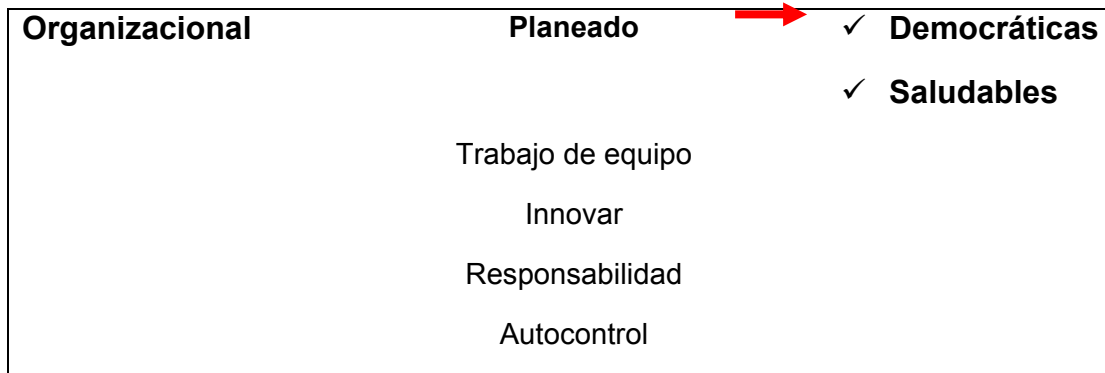 Organizacional Planeado ✓ Democráticas
✓ Saludables
Trabajo de equipo
Innovar
Responsabilidad
Autocontrol